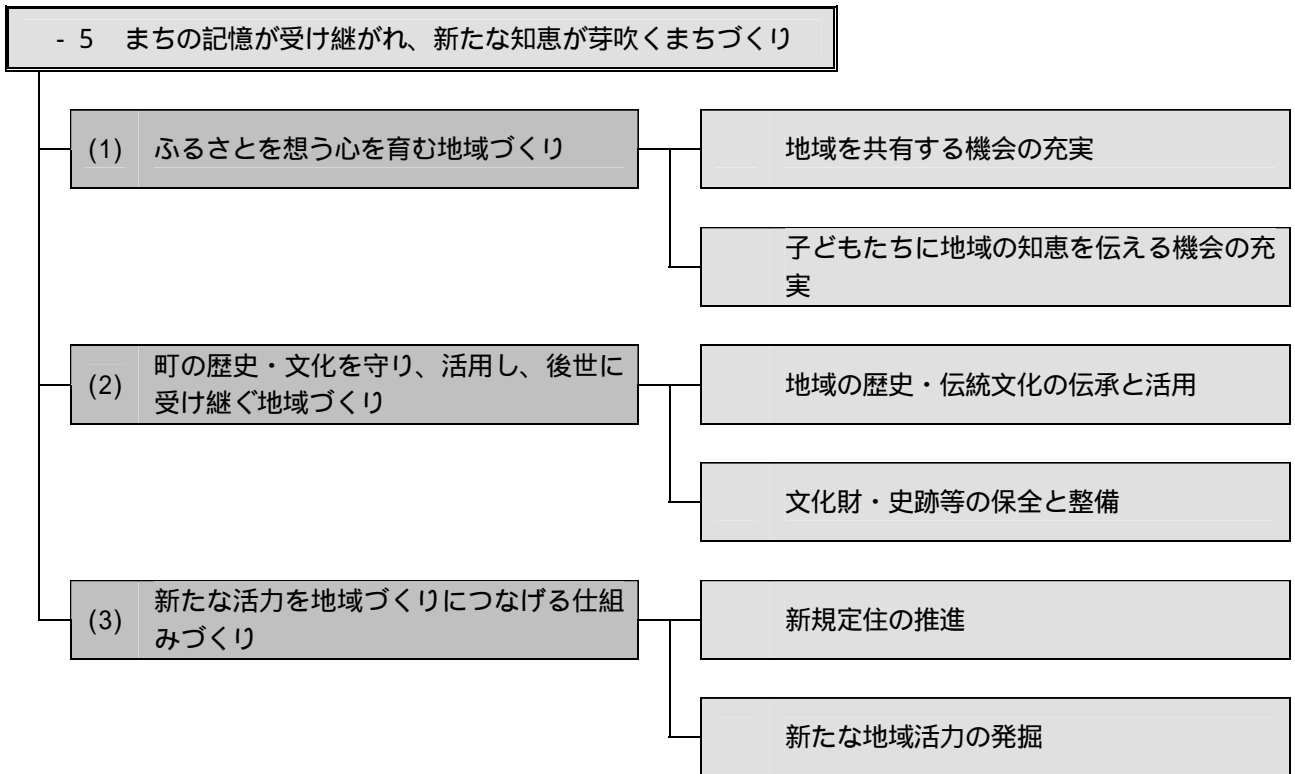 - 5 まちの記憶が受け継がれ、新たな知恵が芽吹くまちづくり
(1) ふるさとを想う心を育む地域づくり
地域を共有する機会の充実
子どもたちに地域の知恵を伝える機会の充
実
(2) 町の歴史・文化を守り、活用し、後世に
受け継ぐ地域づくり
地域の歴史・伝統文化の伝承と活用
文化財・史跡等の保全と整備
(3) 新たな活力を地域づくりにつなげる仕組
みづくり
新規定住の推進
新たな地域活力の発掘